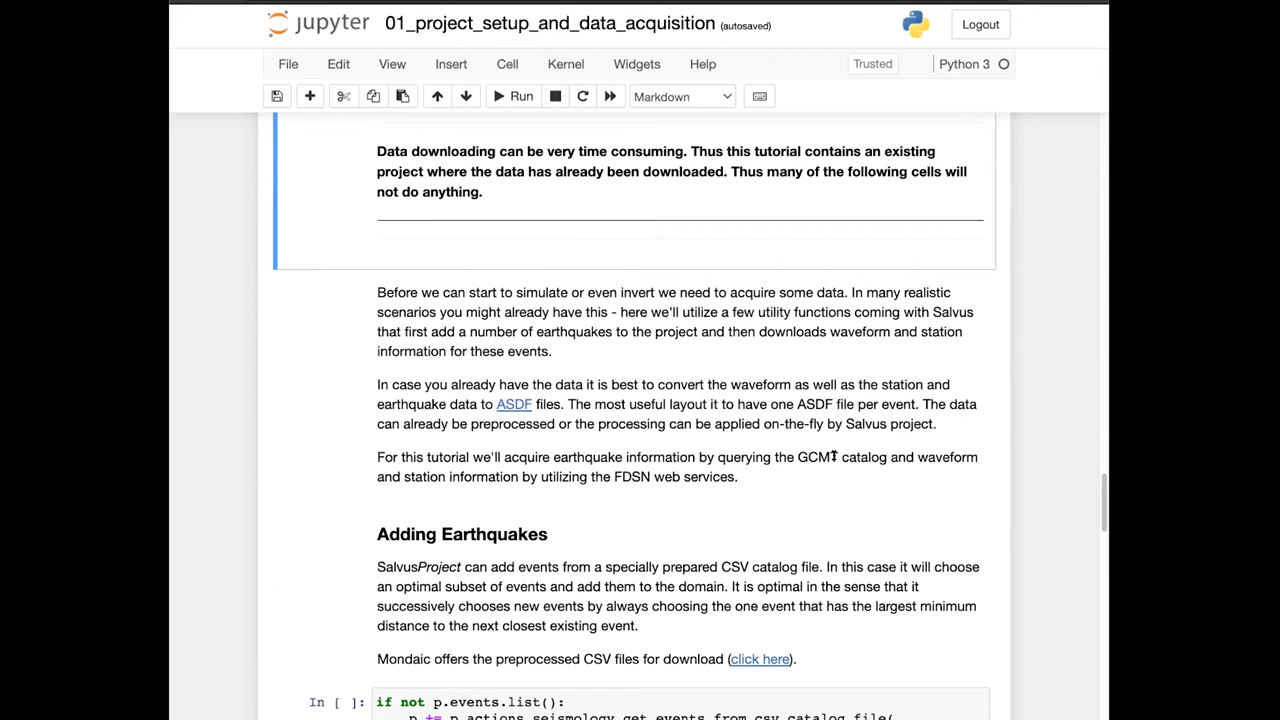 jupyter 01_project_setup_and_data_acquisition (autosaved) Logout
File Edit View Insert Cell Kernel Widgets Help Trusted Python 3
Run Markdown
Data downloading can be very time consuming. Thus this tutorial contains an existing
project where the data has already been downloaded. Thus many of the following cells will
not do anything.
Before we can start to simulate or even invert we need to acquire some data. In many realistic
scenarios you might already have this - here we'll utilize a few utility functions coming with Salvus
that first add a number of earthquakes to the project and then downloads waveform and station
information for these events.
In case you already have the data it is best to convert the waveform as well as the station and
earthquake data to ASDF files. The most useful layout it to have one ASDF file per event. The data
can already be preprocessed or the processing can be applied on-the-fly by Salvus project.
For this tutorial we'll acquire earthquake information by querying the GCMT catalog and waveform
and station information by utilizing the FDSN web services.
Adding Earthquakes
SalvusProject can add events from a specially prepared CSV catalog file. In this case it will choose
an optimal subset of events and add them to the domain. It is optimal in the sense that it
successively chooses new events by always choosing the one event that has the largest minimum
distance to the next closest existing event.
Mondaic offers the preprocessed CSV files for download (click here).
In [ ]: if not p.events.list():
p += p.actions.seismology.get_events_from_csv_catalog_file(